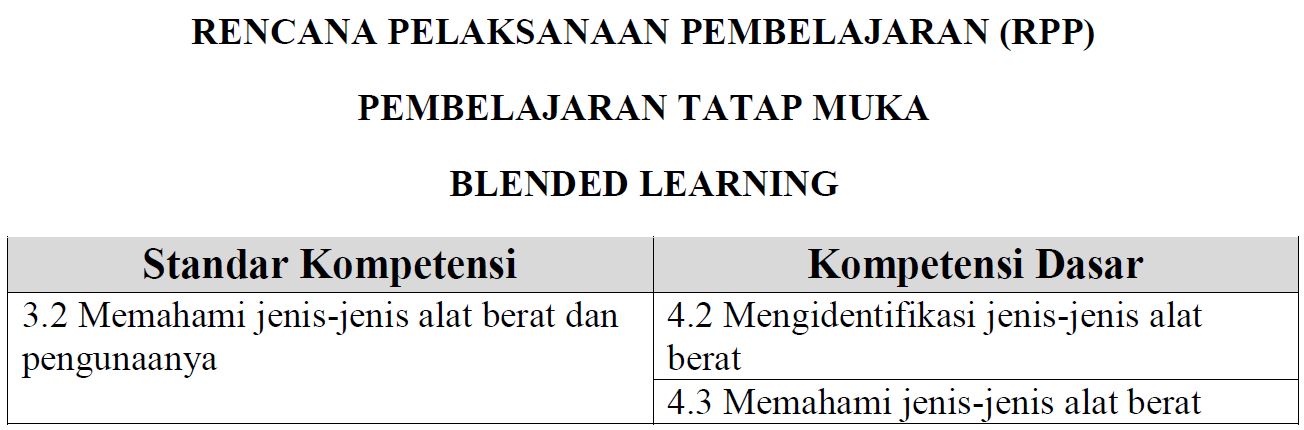 RENCANA PELAKSANAAN PEMBELAJARAN (RPP)
PEMBELAJARAN TATAP MUKA
BLENDED LEARNING
Standar Kompetensi
Kompetensi Dasar
3.2 Memahami jenis-jenis alat berat dan
pengunaanya
4.2 Mengidentifikasi jenis-jenis alat
berat
4.3 Memahami jenis-jenis alat berat